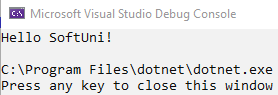 Microsoft Visual Studio Debug Console
Hello SoftUni!
C:\Program Files\dotnet\dotnet.exe
Press any key to close this window